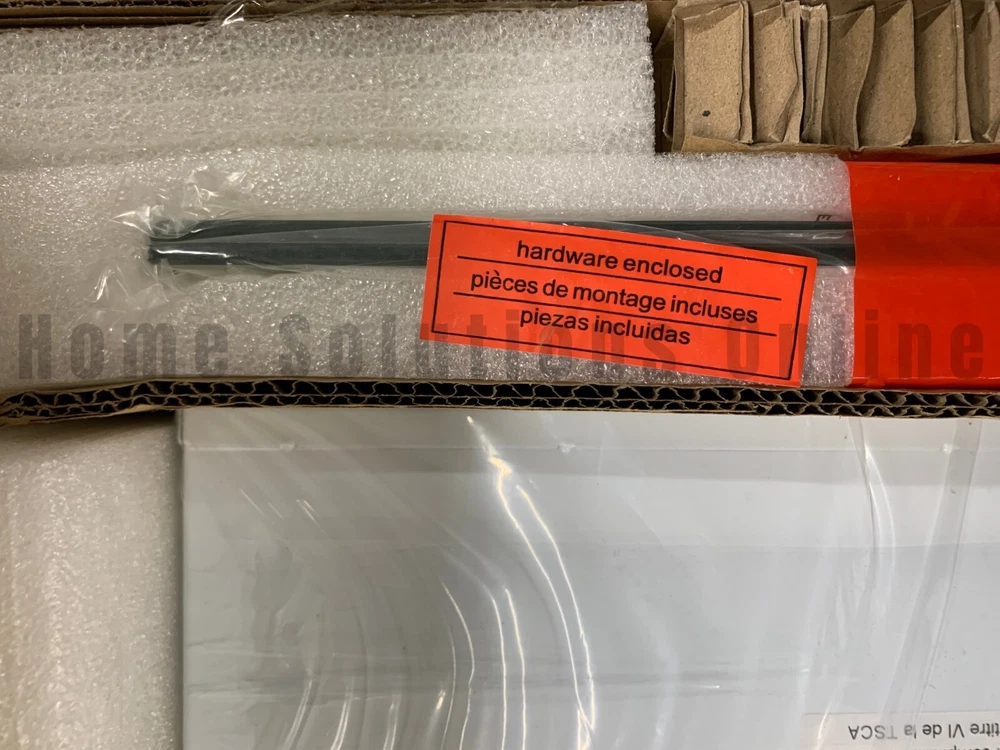 hardware enclosed
pièces de montage incluses
piezas incluidas
Home Solutions Online
E
titre VI de la TSCA